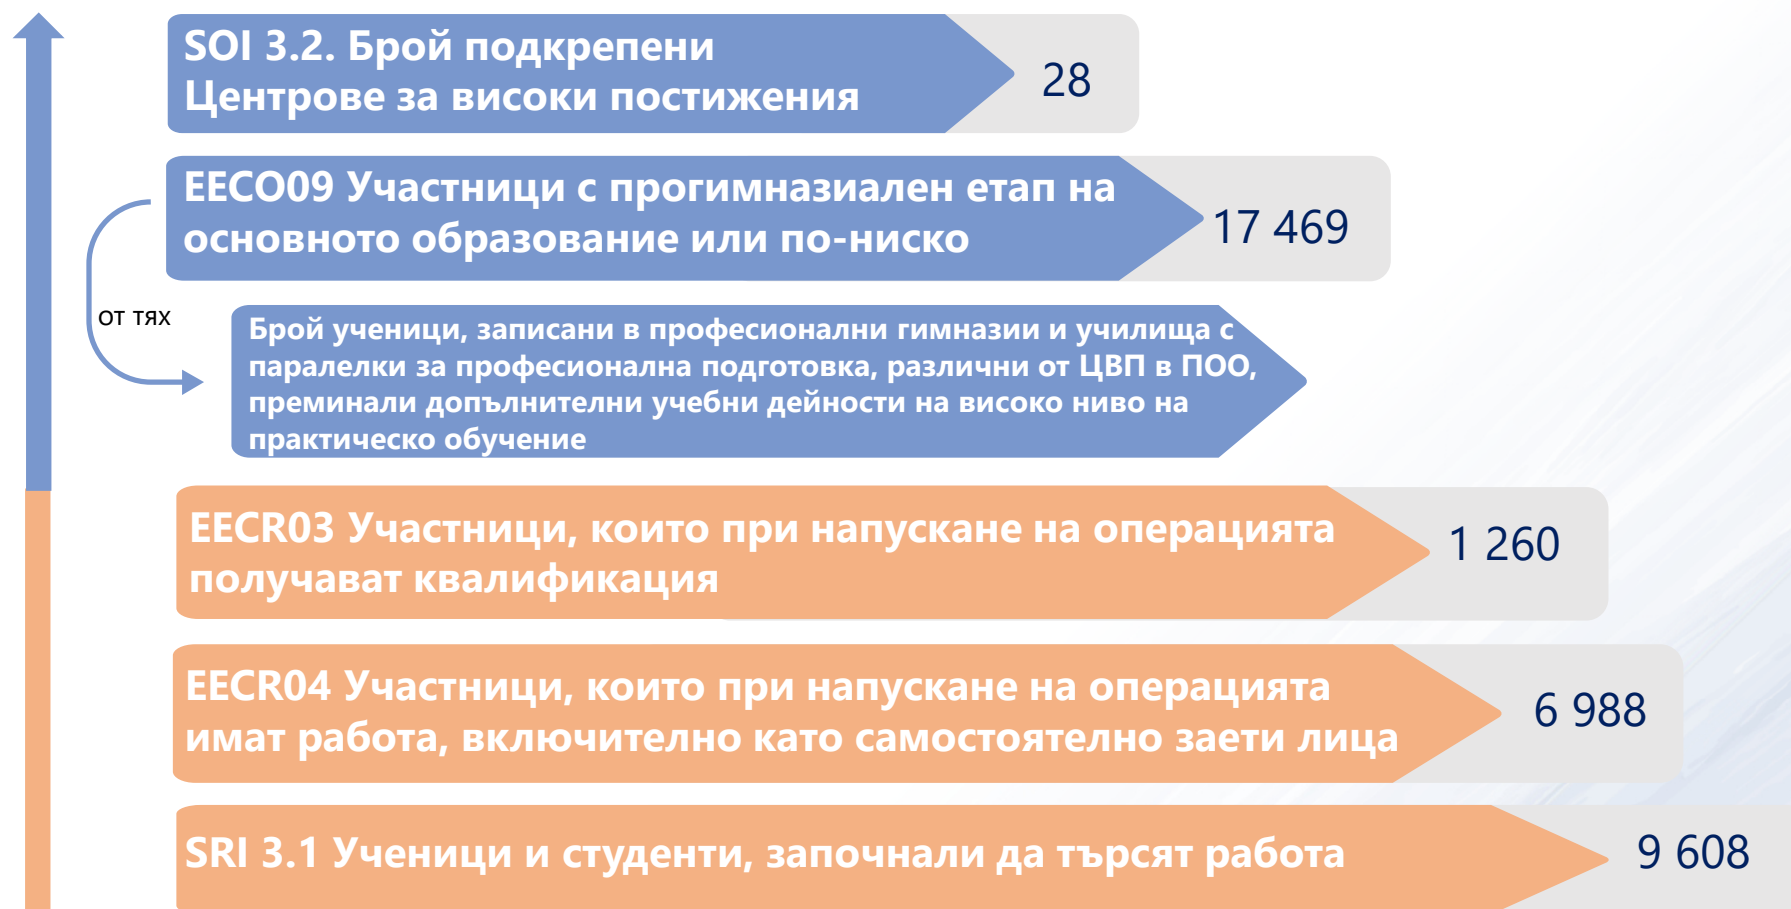 SOI 3.2. Брой подкрепени
Центрове за високи постижения
28
EECO09 Участници с прогимназиален етап на
основното образование или по-ниско
17 469
от тях
Брой ученици, записани в професионални гимназии и училища с
паралелки за професионална подготовка, различни от ЦВП в ПОО,
преминали допълнителни учебни дейности на високо ниво на
практическо обучение
EECR03 Участници, които при напускане на операцията
получават квалификация
1 260
EECR04 Участници, които при напускане на операцията
имат работа, включително като самостоятелно заети лица
6 988
SRI 3.1 Ученици и студенти, започнали да търсят работа
9 608